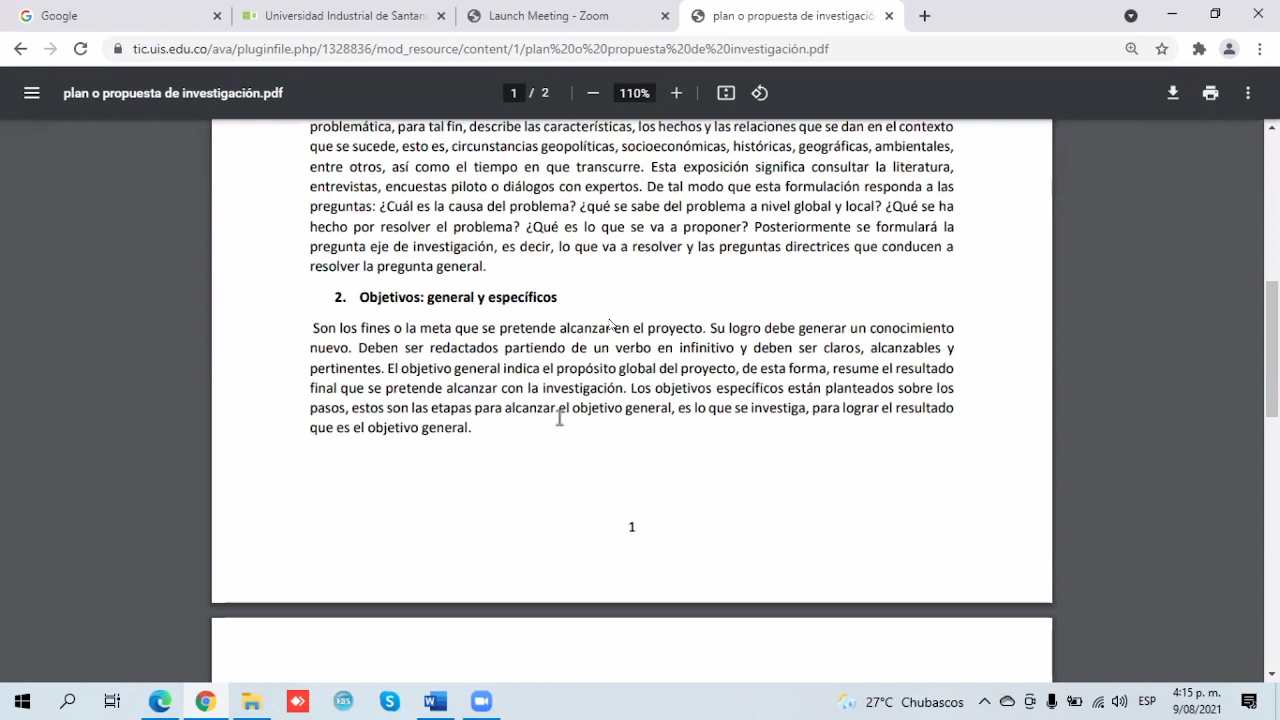 Google
Universidad Industrial de Santan
Launch Meeting - Zoom
plan o propuesta de investigació
tic.uis.edu.co/ava/pluginfile.php/1328836/mod_resource/content/1/plan%20o%20propuesta%20de%20investigación.pdf
plan o propuesta de investigación.pdf
1 / 2
110%
problemática, para tal fin, describe las características, los hechos y las relaciones que se dan en el contexto
que se sucede, esto es, circunstancias geopolíticas, socioeconómicas, históricas, geográficas, ambientales,
entre otros, así como el tiempo en que transcurre. Esta exposición significa consultar la literatura,
entrevistas, encuestas piloto o diálogos con expertos. De tal modo que esta formulación responda a las
preguntas: ¿Cuál es la causa del problema? ¿qué se sabe del problema a nivel global y local? ¿Qué se ha
hecho por resolver el problema? ¿Qué es lo que se va a proponer? Posteriormente se formulará la
pregunta eje de investigación, es decir, lo que va a resolver y las preguntas directrices que conducen a
resolver la pregunta general.
2. Objetivos: general y específicos
Son los fines o la meta que se pretende alcanzar en el proyecto. Su logro debe generar un conocimiento
nuevo. Deben ser redactados partiendo de un verbo en infinitivo y deben ser claros, alcanzables y
pertinentes. El objetivo general indica el propósito global del proyecto, de esta forma, resume el resultado
final que se pretende alcanzar con la investigación. Los objetivos específicos están planteados sobre los
pasos, estos son las etapas para alcanzar el objetivo general, es lo que se investiga, para lograr el resultado
que es el objetivo general.
1
27°C Chubascos
ESP
4:15 p. m.
9/08/2021